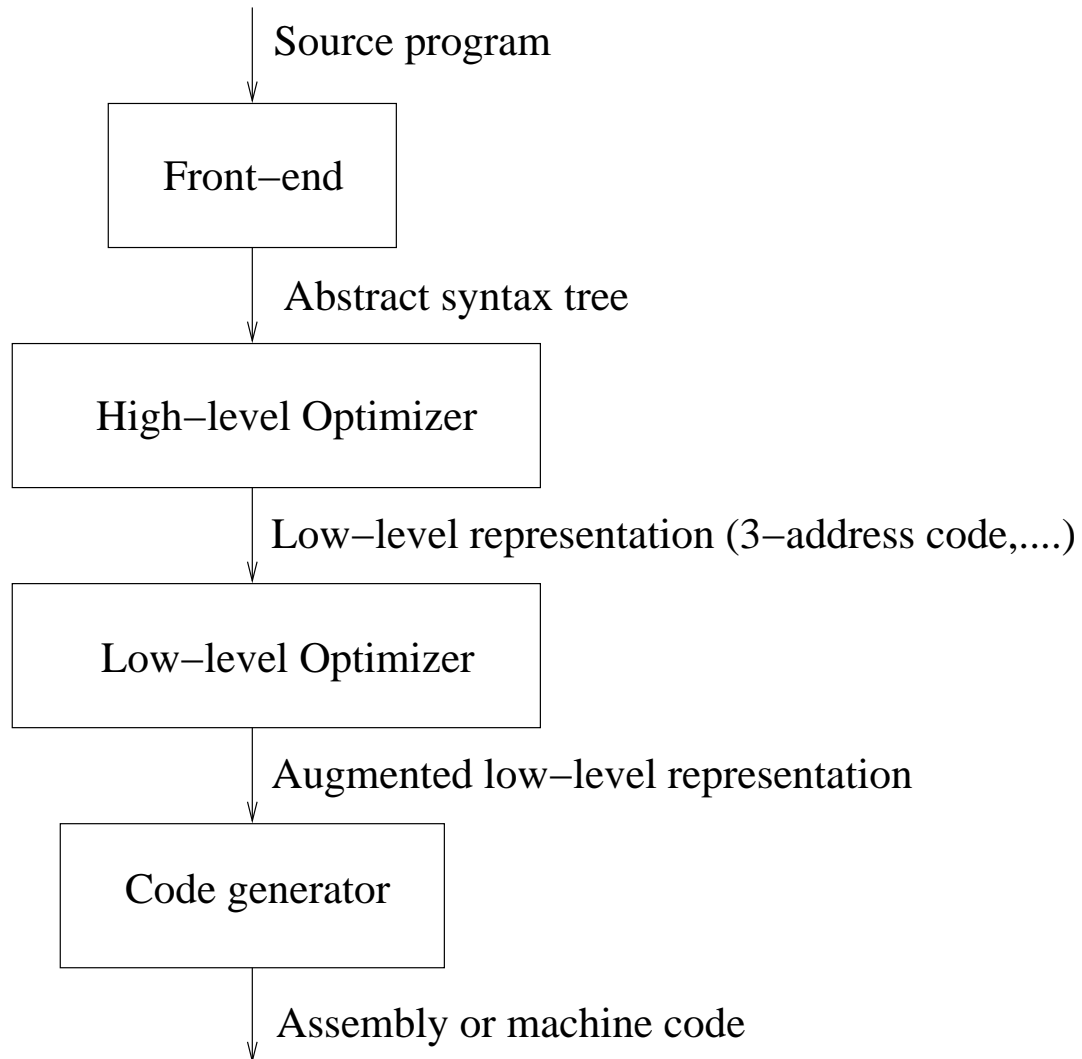 Source program
Front−end
Abstract syntax tree
High−level Optimizer
Low−level representation (3−address code,....)
Low−level Optimizer
Augmented low−level representation
Code generator
Assembly or machine code